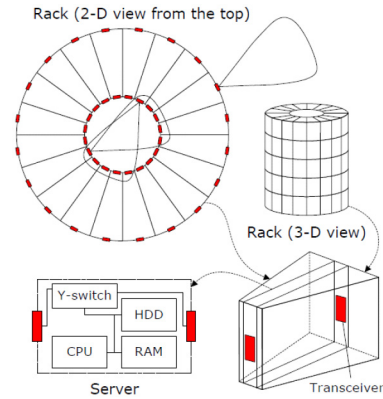 Rack (2-D view from the top)
Rack (3-D view)
Y-switch
HDD
CPU
RAM
Server
Transceiver